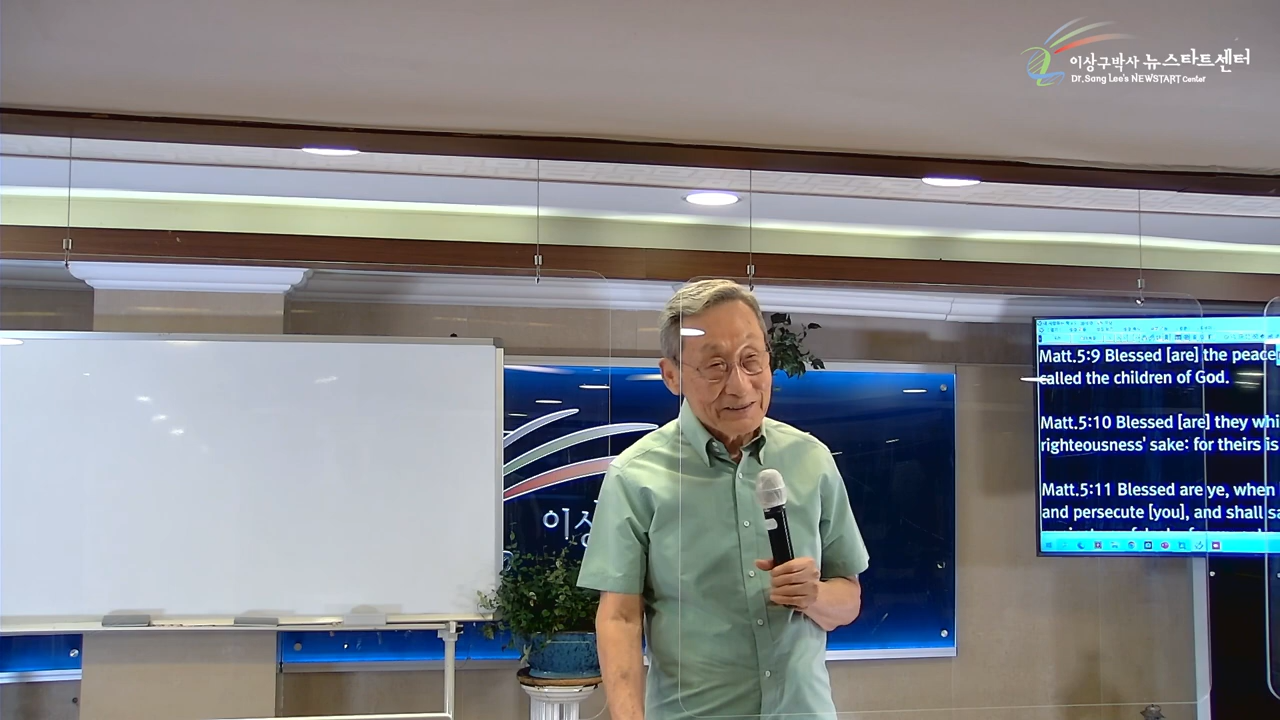 이상구박사 뉴스타트센터
Dr. Sang Lee's NEWSTART Center
Matt.5:9 Blessed [are] the peace
called the children of God.
Matt.5:10 Blessed [are] they whi
righteousness' sake: for theirs is
Matt.5:11 Blessed are ye, when
and persecute [you], and shall sa
이상